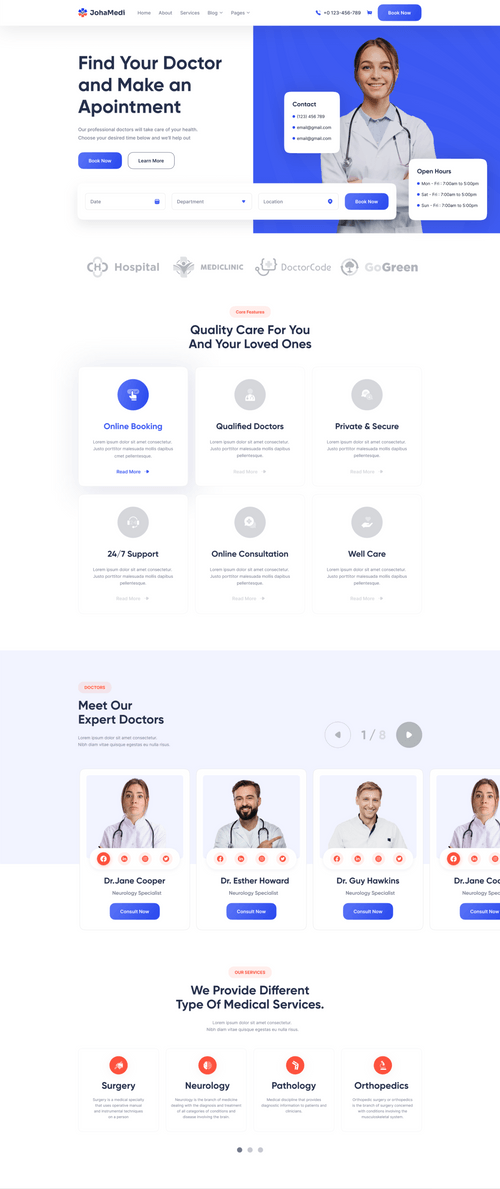 JohaMedi
Home About Services Blog Pages
+0 123-456-789
Book Now
Find Your Doctor
and Make an
Apointment
Our professional doctors will take care of your health.
Choose your desired time below and we'll help out
Book Now
Learn More
Contact
(123) 456 789
email@gmail.com
email@gmail.com
Open Hours
Mon - Fri : 7:00am to 5:00pm
Sat - Fri : 7:00am to 5:00pm
Sun - Fri : 7:00am to 5:00pm
Date
Department
Location
Book Now
Hospital
MEDICLINIC
DoctorCode
GoGreen
Core Features
Quality Care For You
And Your Loved Ones
Online Booking
Lorem ipsum dolor sit amet consectetur.
Justo porttitor malesuada mollis dapibus
cmet pellentesque.
Read More
Qualified Doctors
Lorem ipsum dolor sit amet consectetur.
Justo porttitor malesuada mollis dapibus
pellentesque.
Read More
Private & Secure
Lorem ipsum dolor sit amet consectetur.
Justo porttitor malesuada mollis dapibus
pellentesque.
Read More
24/7 Support
Lorem ipsum dolor sit amet consectetur.
Justo porttitor malesuada mollis dapibus
pellentesque.
Read More
Online Consultation
Lorem ipsum dolor sit amet consectetur.
Justo porttitor malesuada mollis dapibus
pellentesque.
Read More
Well Care
Lorem ipsum dolor sit amet consectetur.
Justo porttitor malesuada mollis dapibus
pellentesque.
Read More
DOCTORS
Meet Our
Expert Doctors
Lorem ipsum dolor sit amet consectetur.
Nibh diam vitae quisque egestas eu nulla risus.
1 / 8
Dr.Jane Cooper
Neurology Specialist
Consult Now
Dr. Esther Howard
Neurology Specialist
Consult Now
Dr. Guy Hawkins
Neurology Specialist
Consult Now
Dr.Jane Coo
Neurology Spec
Consult No
OUR SERVICES
We Provide Different
Type Of Medical Services.
Lorem ipsum dolor sit amet consectetur.
Nibh diam vitae quisque egestas eu nulla risus.
Surgery
Surgery is a medical specialty
that uses operative manual
and instrumental techniques
on a person
Neurology
Neurology is the branch of medicine
dealing with the diagnosis and treatment
of all categories of conditions and
disease involving the brain
Pathology
Medical discipline that provides
diagnostic information to patients and
clinicians.
Orthopedics
Orthopedic surgery or orthopedics
is the branch of surgery concerned
with conditions involving the
musculoskeletal system.